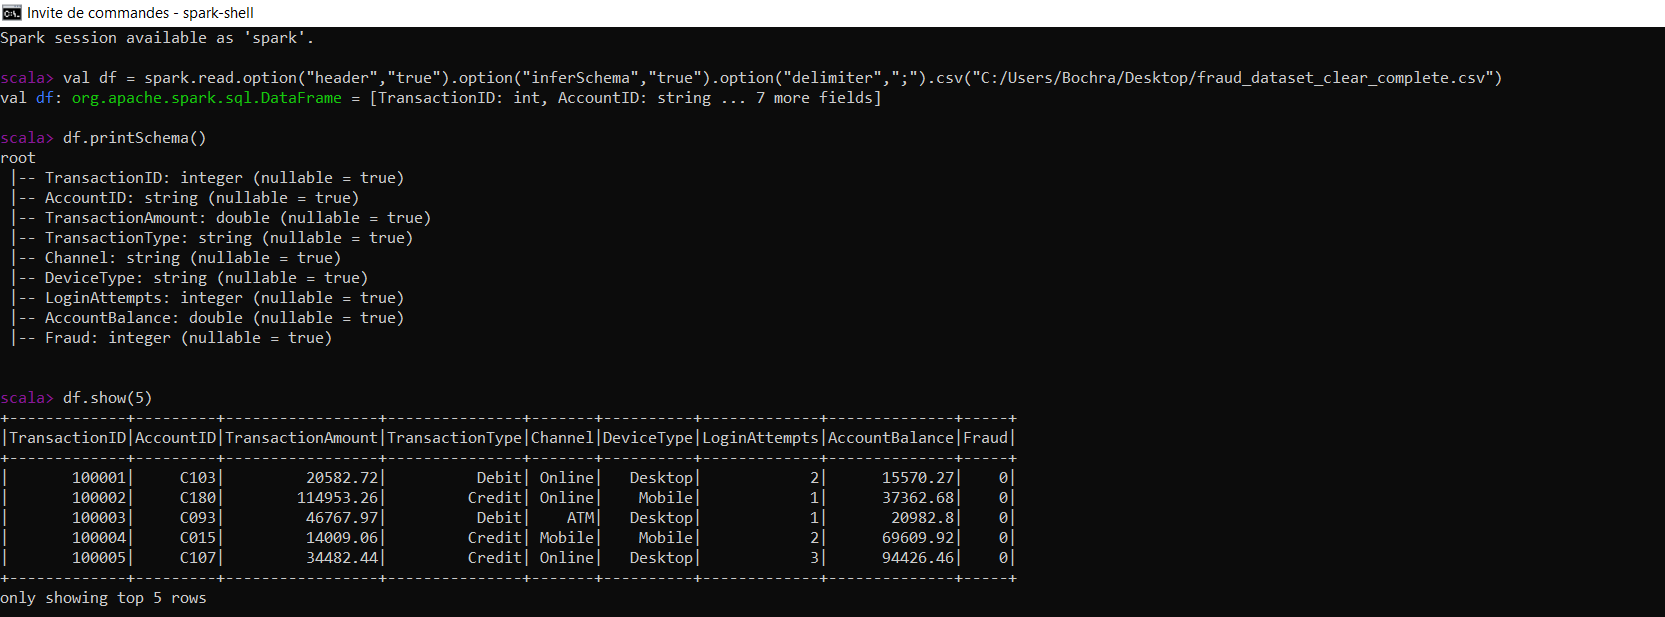 Invite de commandes - spark-shell
Spark session available as 'spark'.
scala> val df = spark.read.option("header","true").option("inferSchema","true").option("delimiter",";").csv("C:/Users/Bochra/Desktop/fraud_dataset_clear_complete.csv")
val df: org.apache.spark.sql.DataFrame = [TransactionID: int, AccountID: string ... 7 more fields]
scala> df.printSchema()
root
 |-- TransactionID: integer (nullable = true)
 |-- AccountID: string (nullable = true)
 |-- TransactionAmount: double (nullable = true)
 |-- TransactionType: string (nullable = true)
 |-- Channel: string (nullable = true)
 |-- DeviceType: string (nullable = true)
 |-- LoginAttempts: integer (nullable = true)
 |-- AccountBalance: double (nullable = true)
 |-- Fraud: integer (nullable = true)
scala> df.show(5)
+-------------+---------+-----------------+---------------+-------+----------+-------------+--------------+-----+
|TransactionID|AccountID|TransactionAmount|TransactionType|Channel|DeviceType|LoginAttempts|AccountBalance|Fraud|
+-------------+---------+-----------------+---------------+-------+----------+-------------+--------------+-----+
|       100001|     C103|         20582.72|          Debit| Online|   Desktop|            2|      15570.27|    0|
|       100002|     C180|        114953.26|         Credit| Online|    Mobile|            1|      37362.68|    0|
|       100003|     C093|         46767.97|          Debit|    ATM|   Desktop|            1|       20982.8|    0|
|       100004|     C015|         14009.06|         Credit| Mobile|    Mobile|            2|      69609.92|    0|
|       100005|     C107|         34482.44|         Credit| Online|   Desktop|            3|      94426.46|    0|
+-------------+---------+-----------------+---------------+-------+----------+-------------+--------------+-----+
only showing top 5 rows